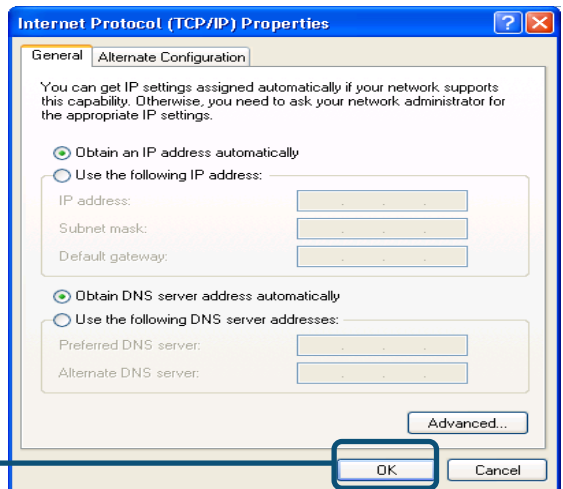 Internet Protocol (TCP/IP) Properties
General Alternate Configuration
You can get IP settings assigned automatically if your network supports
this capability. Otherwise, you need to ask your network administrator for
the appropriate IP settings.
Obtain an IP address automatically
Use the following IP address:
IP address:
Subnet mask:
Default gateway:
Obtain DNS server address automatically
Use the following DNS server addresses:
Preferred DNS server:
Alternate DNS server:
Advanced...
OK Cancel